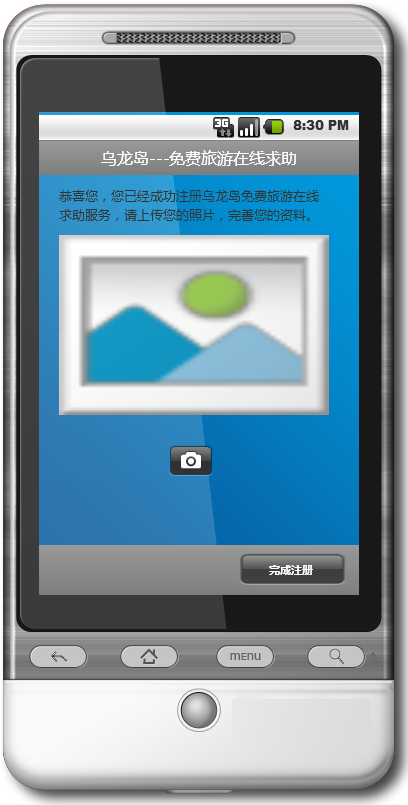 3G
8:30 PM
乌龙岛---免费旅游在线求助
恭喜您，您已经成功注册乌龙岛免费旅游在线
求助服务，请上传您的照片，完善您的资料。
完成注册
MENU